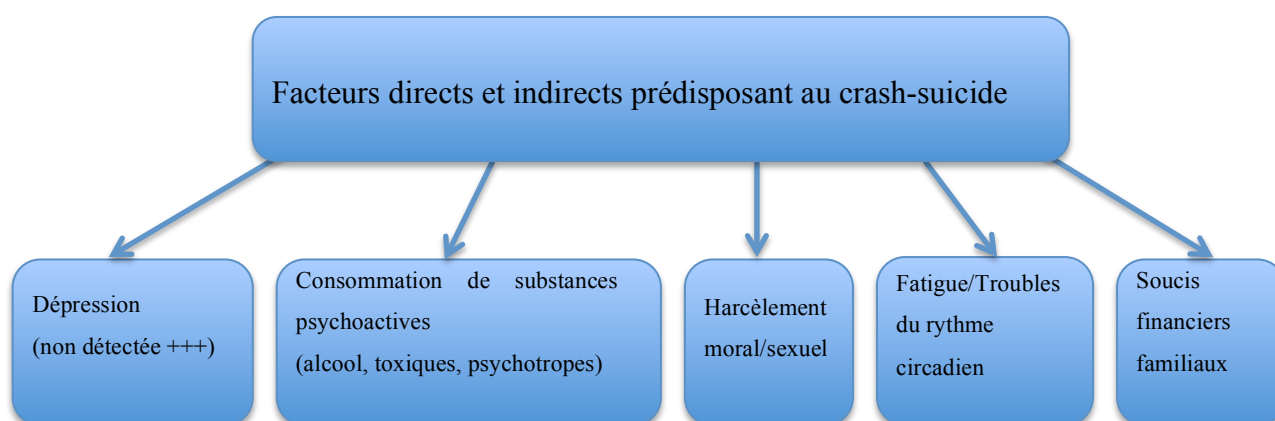 Facteurs directs et indirects prédisposant au crash-suicide
Dépression
(non détectée +++)
Consommation de substances
psychoactives
(alcool, toxiques, psychotropes)
Harcèlement
moral/sexuel
Fatigue/Troubles
du rythme
circadien
Soucis
financiers
familiaux